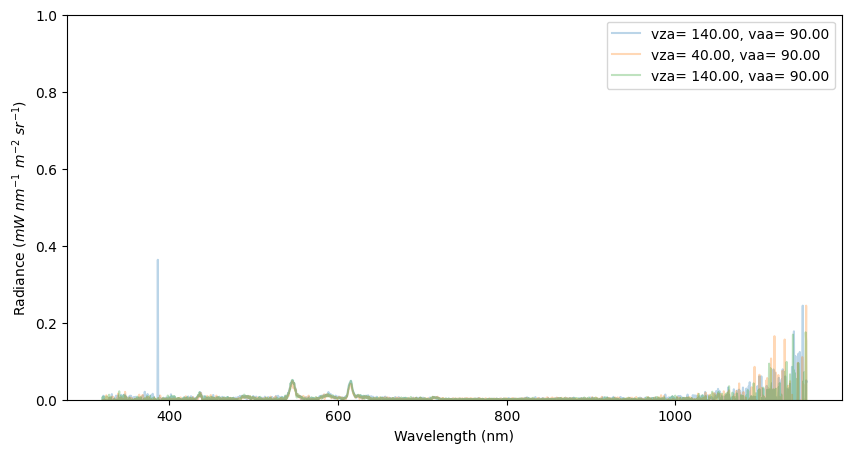 1.0
0.8
0.6
0.4
0.2
0.0
Radiance (mW nm⁻¹ m⁻² sr⁻¹)
400
600
800
1000
Wavelength (nm)
vza= 140.00, vaa= 90.00
vza= 40.00, vaa= 90.00
vza= 140.00, vaa= 90.00